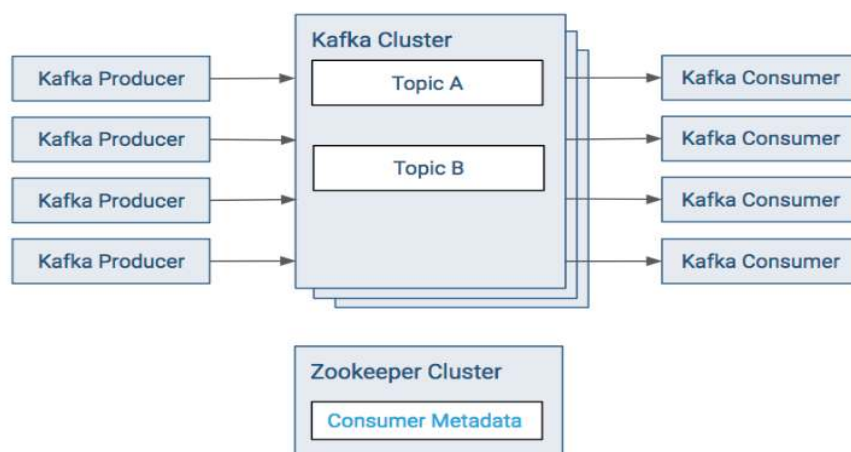 Kafka Cluster
Kafka Producer
Topic A
Kafka Consumer
Kafka Producer
Kafka Consumer
Topic B
Kafka Producer
Kafka Consumer
Kafka Producer
Kafka Consumer
Zookeeper Cluster
Consumer Metadata